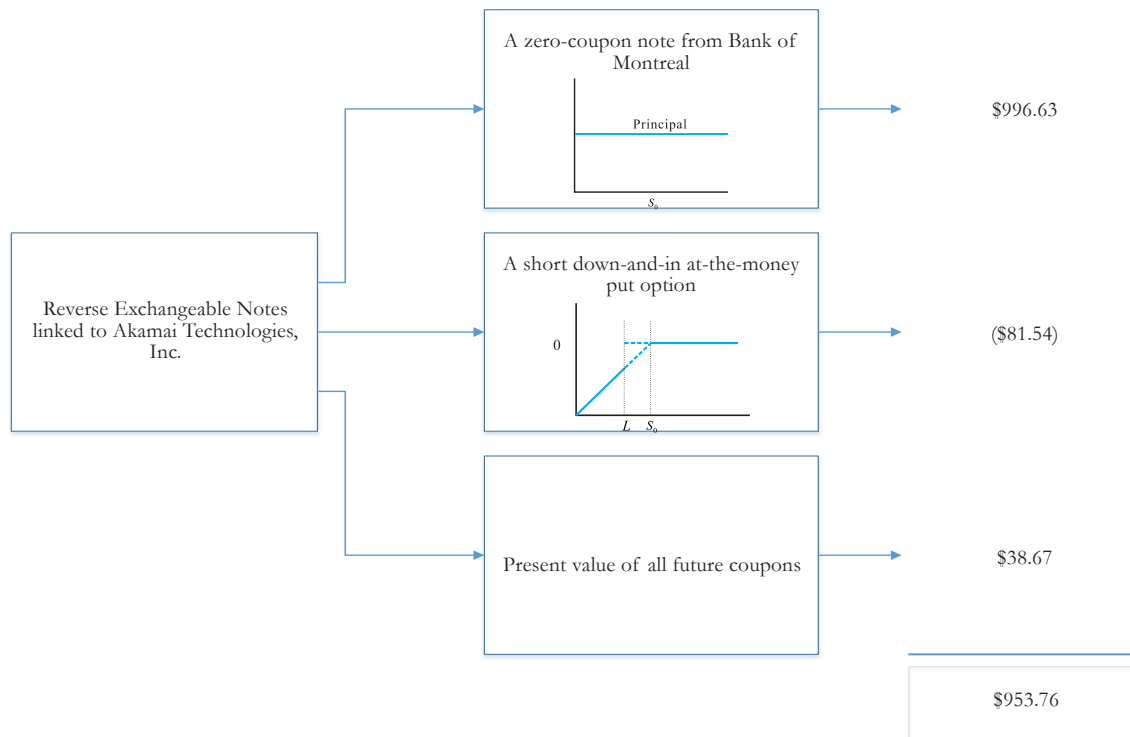 A zero-coupon note from Bank of
Montreal
Principal
S₀
$996.63
Reverse Exchangeable Notes
linked to Akamai Technologies,
Inc.
A short down-and-in at-the-money
put option
0
L S₀
($81.54)
Present value of all future coupons
$38.67
$953.76